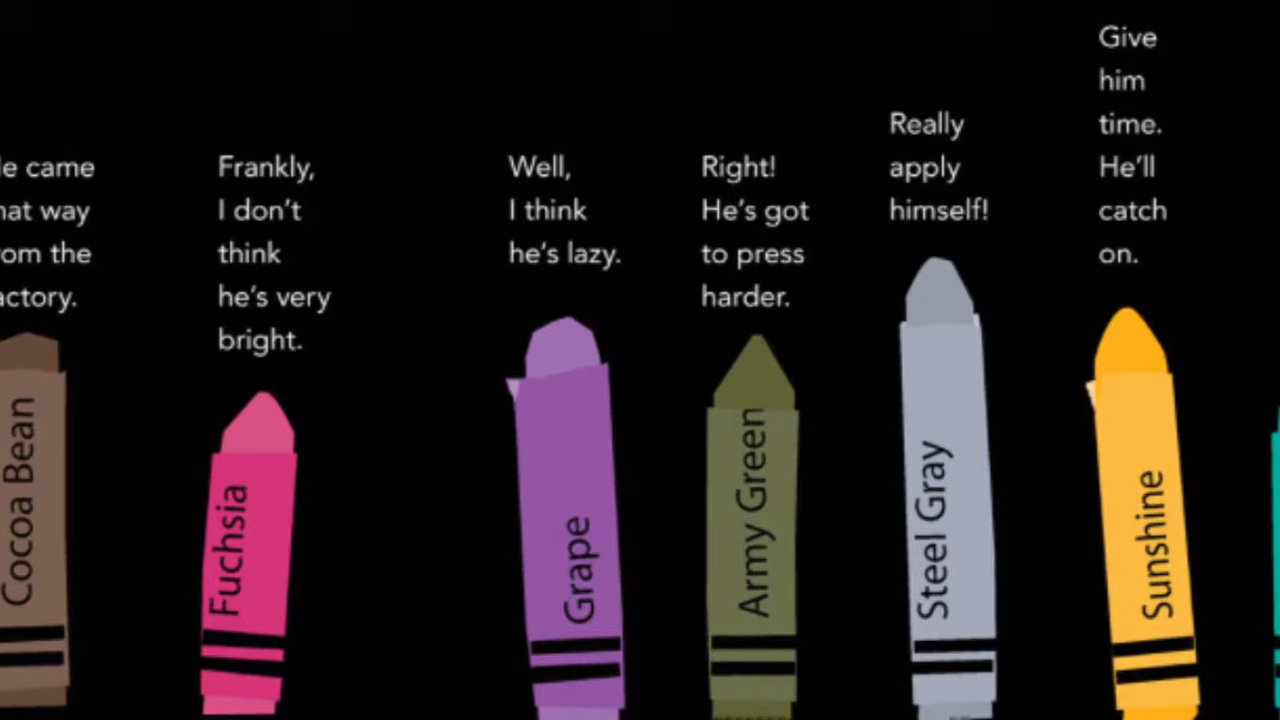 came
way
the
Frankly,
I don't
think
he's very
bright.
Well,
I think
he's lazy.
Right!
He's got
to press
harder.
Really
apply
himself!
Give
him
time.
He'll
catch
on.
Cocoa Bean
Fuchsia
Grape
Army Green
Steel Gray
Sunshine